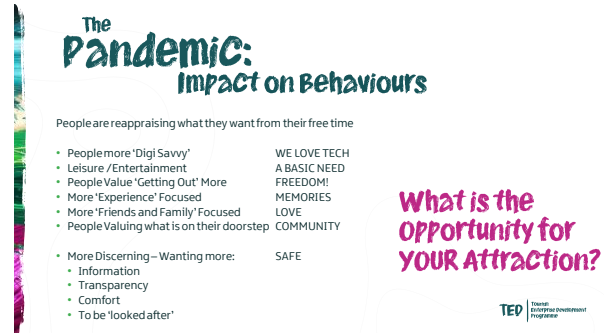 The
Pandemic:
Impact on Behaviours
People are reappraising what they want from their free time
• People more ‘Digi Savvy’ WE LOVE TECH
• Leisure / Entertainment A BASIC NEED
• People Value ‘Getting Out’ More FREEDOM!
• More ‘Experience’ Focused MEMORIES
• More ‘Friends and Family’ Focused LOVE
• People Valuing what is on their doorstep COMMUNITY
• More Discerning – Wanting more: SAFE
• Information
• Transparency
• Comfort
• To be ‘looked after’
What is the
opportunity for
YOUR Attraction?
TED
Tourism
Enterprise Development
Programme